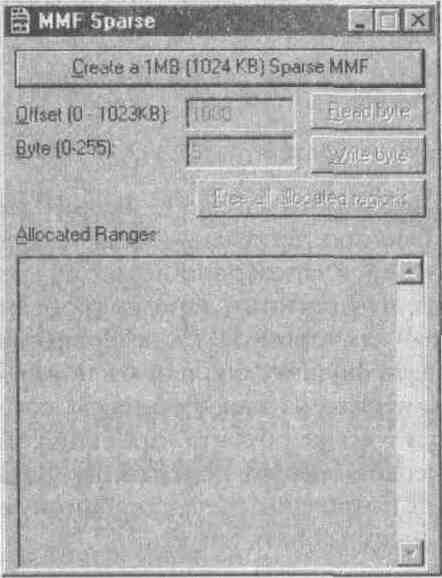 MMF Sparse
Create a 1MB (1024 KB) Sparse MMF
Offset (0 - 1023KB): 1000 Read byte
Byte (0-255): 5 Write byte
Free all allocated regions
Allocated Ranges: